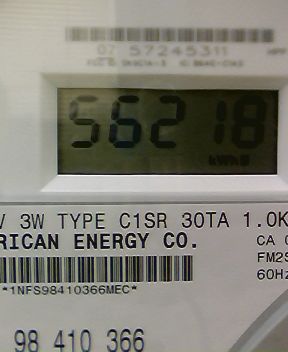 07 57245311
56218
kWh
V 3W TYPE C1SR 30TA 1.0K
RICAN ENERGY CO.
CA
FM2S
60Hz
*1NFS98410366MEC*
98 410 366